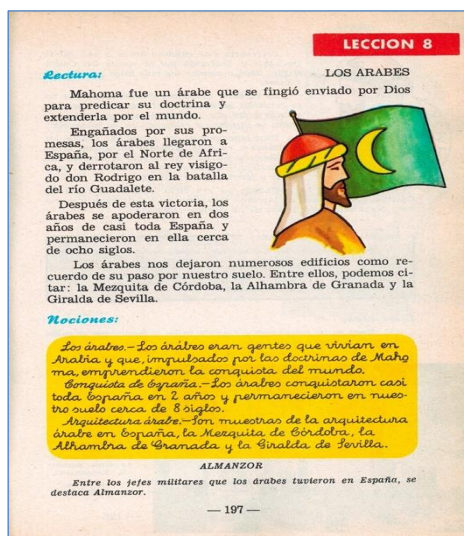 LECCION 8
Lectura: LOS ARABES
Mahoma fue un árabe que se fingió enviado por Dios
para predicar su doctrina y
extenderla por el mundo.
Engañados por sus pro-
mesas, los árabes llegaron a
España, por el Norte de Afri-
ca, y derrotaron al rey visigo-
do don Rodrigo en la batalla
del río Guadalete.
Después de esta victoria, los
árabes se apoderaron en dos
años de casi toda España y
permanecieron en ella cerca
de ocho siglos.
Los árabes nos dejaron numerosos edificios como re-
cuerdo de su paso por nuestro suelo. Entre ellos, podemos ci-
tar: la Mezquita de Córdoba, la Alhambra de Granada y la
Giralda de Sevilla.
Nociones:
Los árabes.—Los árabes eran gentes que vivían en
Arabia y que, impulsados por las doctrinas de Maho
ma, emprendieron la conquista del mundo.
Conquista de España.—Los árabes conquistaron casi
toda España en 2 años y permanecieron en nues-
tro suelo cerca de 8 siglos.
Arquitectura árabe.—Son muestras de la arquitectura
árabe en España, la Mezquita de Córdoba, la
Alhambra de Granada y la Giralda de Sevilla.
ALMANZOR
Entre los jefes militares que los árabes tuvieron en España, se
destaca Almanzor.
— 197 —